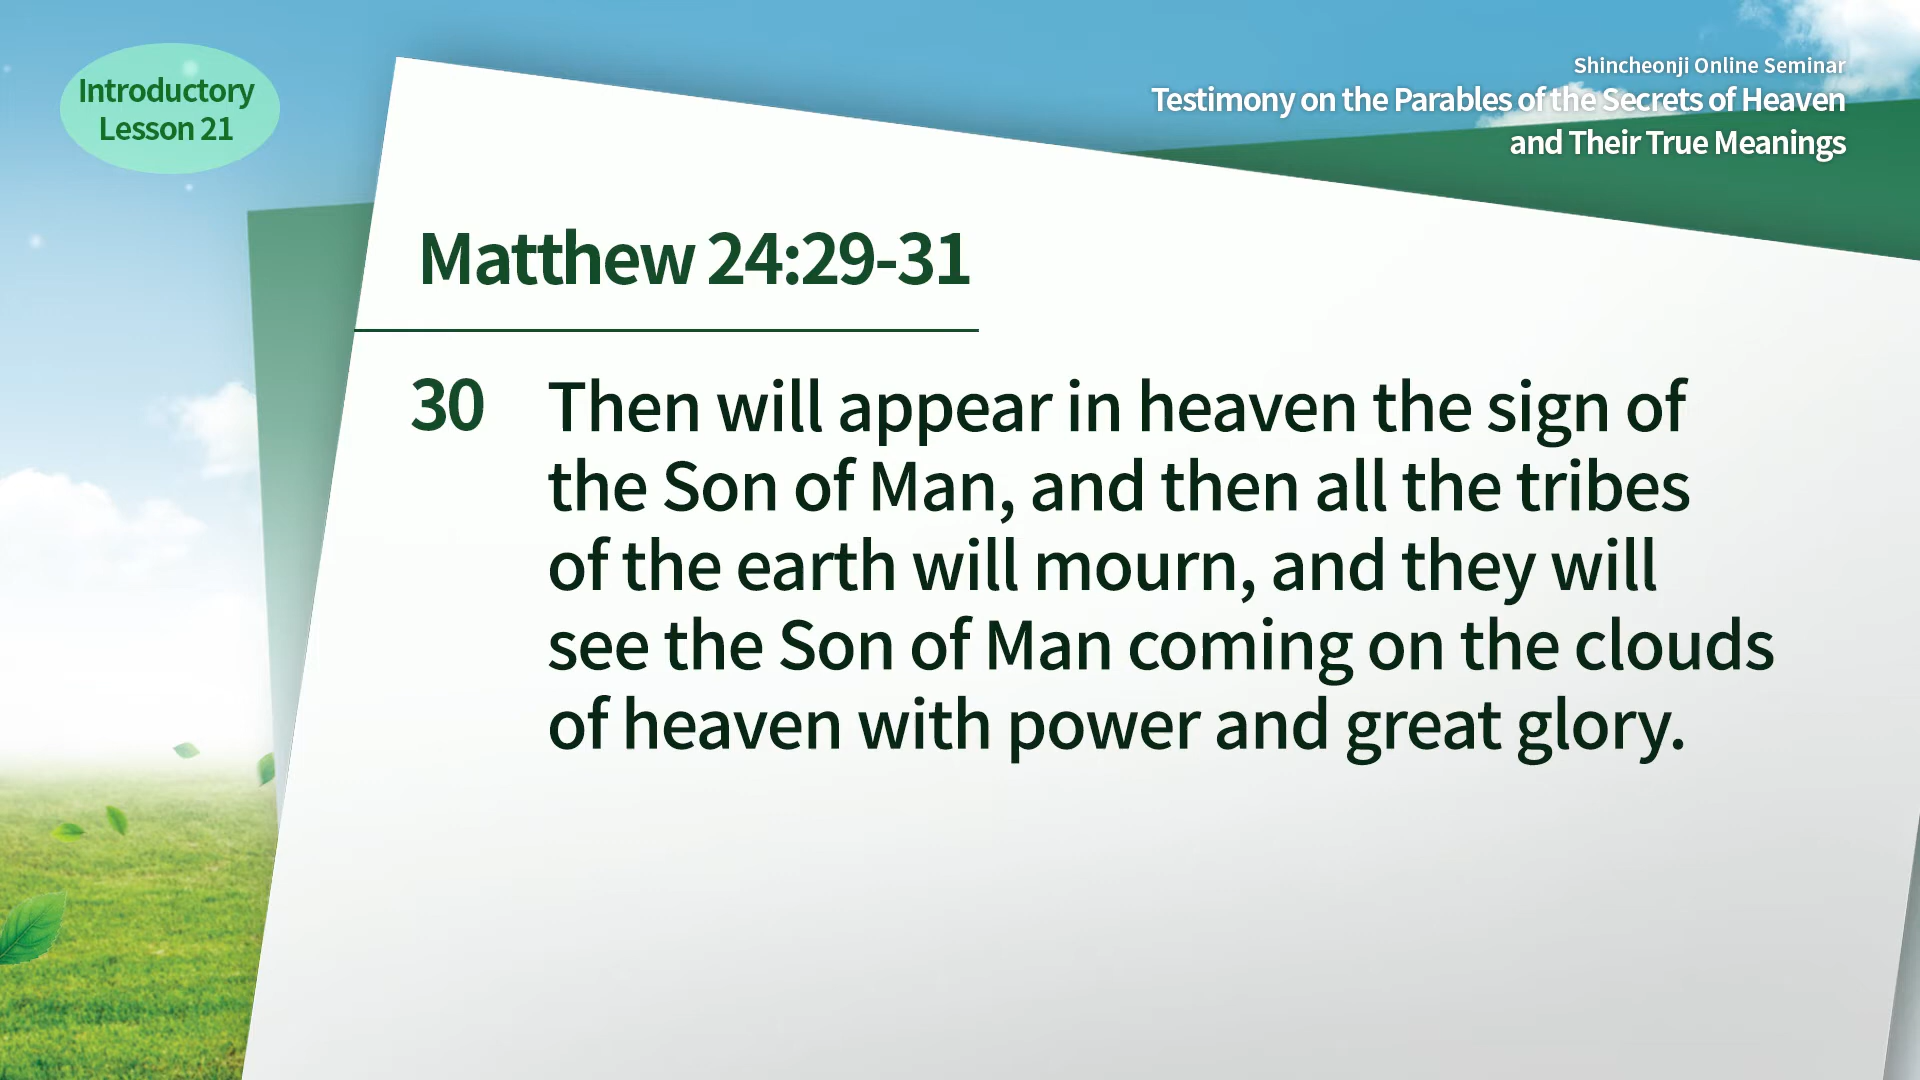 Introductory
Lesson 21
Shincheonji Online Seminar
Testimony on the Parables of the Secrets of Heaven
and Their True Meanings
Matthew 24:29-31
30 Then will appear in heaven the sign of
the Son of Man, and then all the tribes
of the earth will mourn, and they will
see the Son of Man coming on the clouds
of heaven with power and great glory.